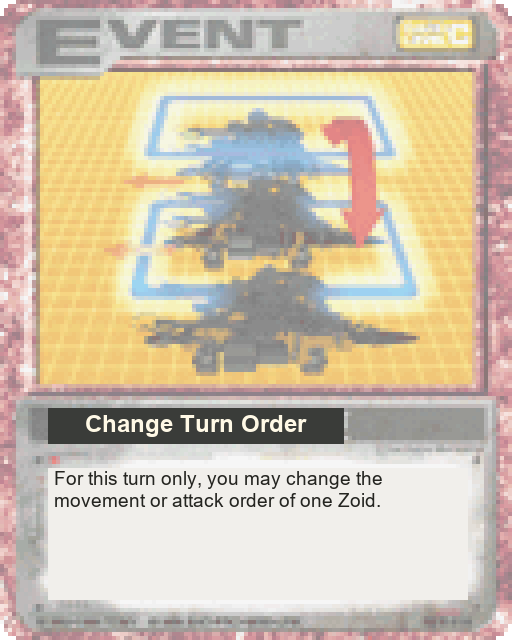 EVENT
C
Change Turn Order
For this turn only, you may change the
movement or attack order of one Zoid.